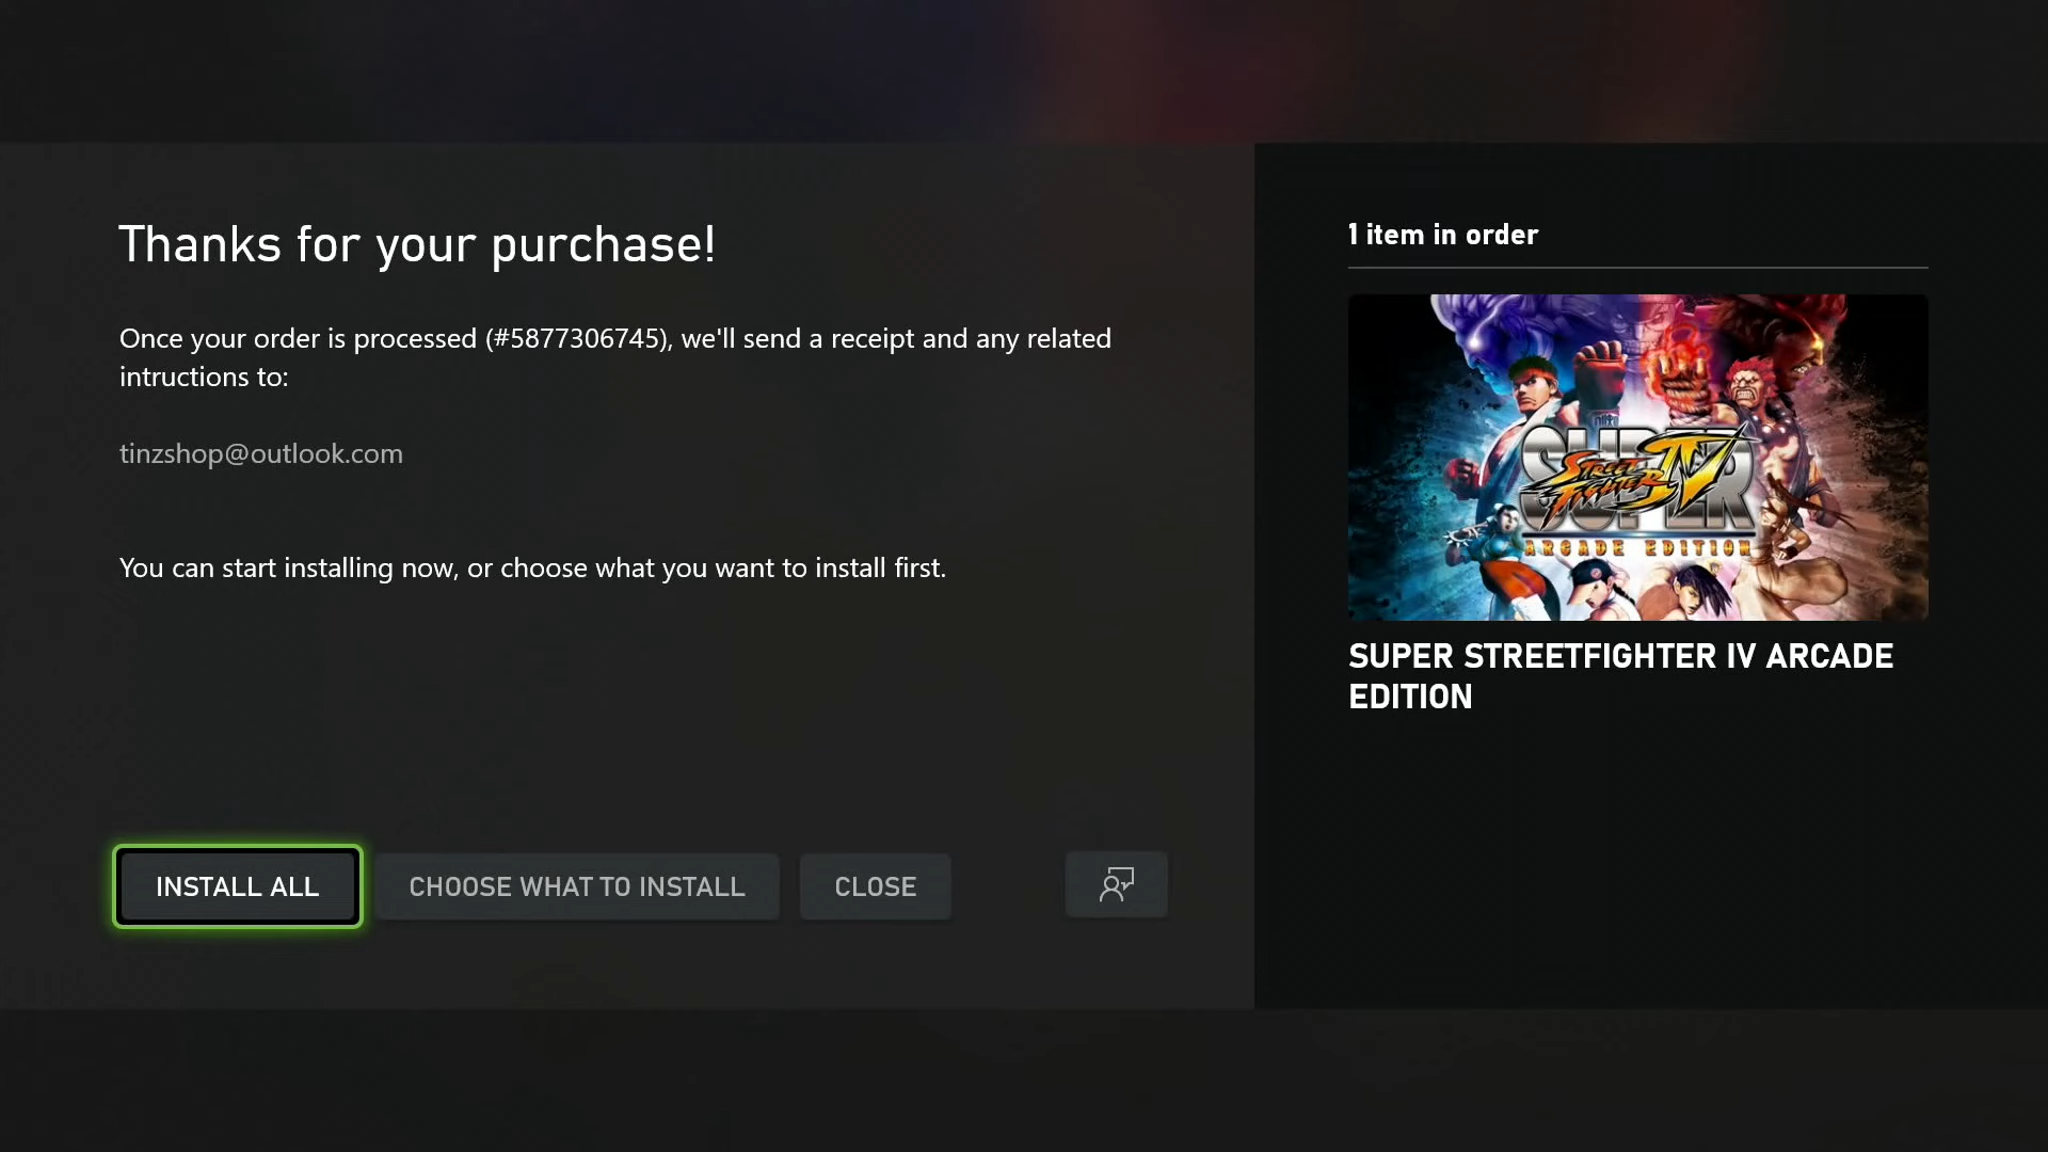 Thanks for your purchase!
Once your order is processed (#5877306745), we'll send a receipt and any related
intructions to:
tinzshop@outlook.com
You can start installing now, or choose what you want to install first.
INSTALL ALL
CHOOSE WHAT TO INSTALL
CLOSE
1 item in order
SUPER
STREET
FIGHTER IV
ARCADE EDITION
SUPER STREETFIGHTER IV ARCADE
EDITION